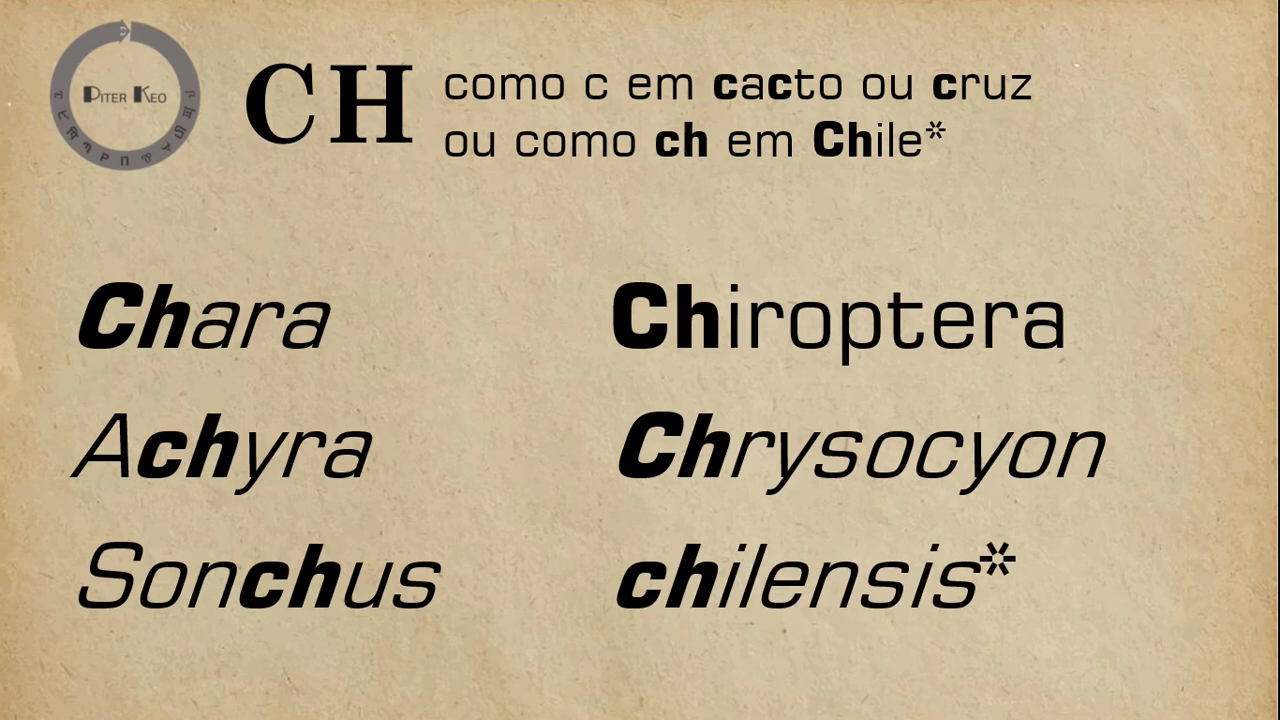 PITER KEO
CH
como c em cacto ou cruz
ou como ch em Chile*
Chara
Chiroptera
Achyra
Chrysocyon
Sonchus
chilensis*